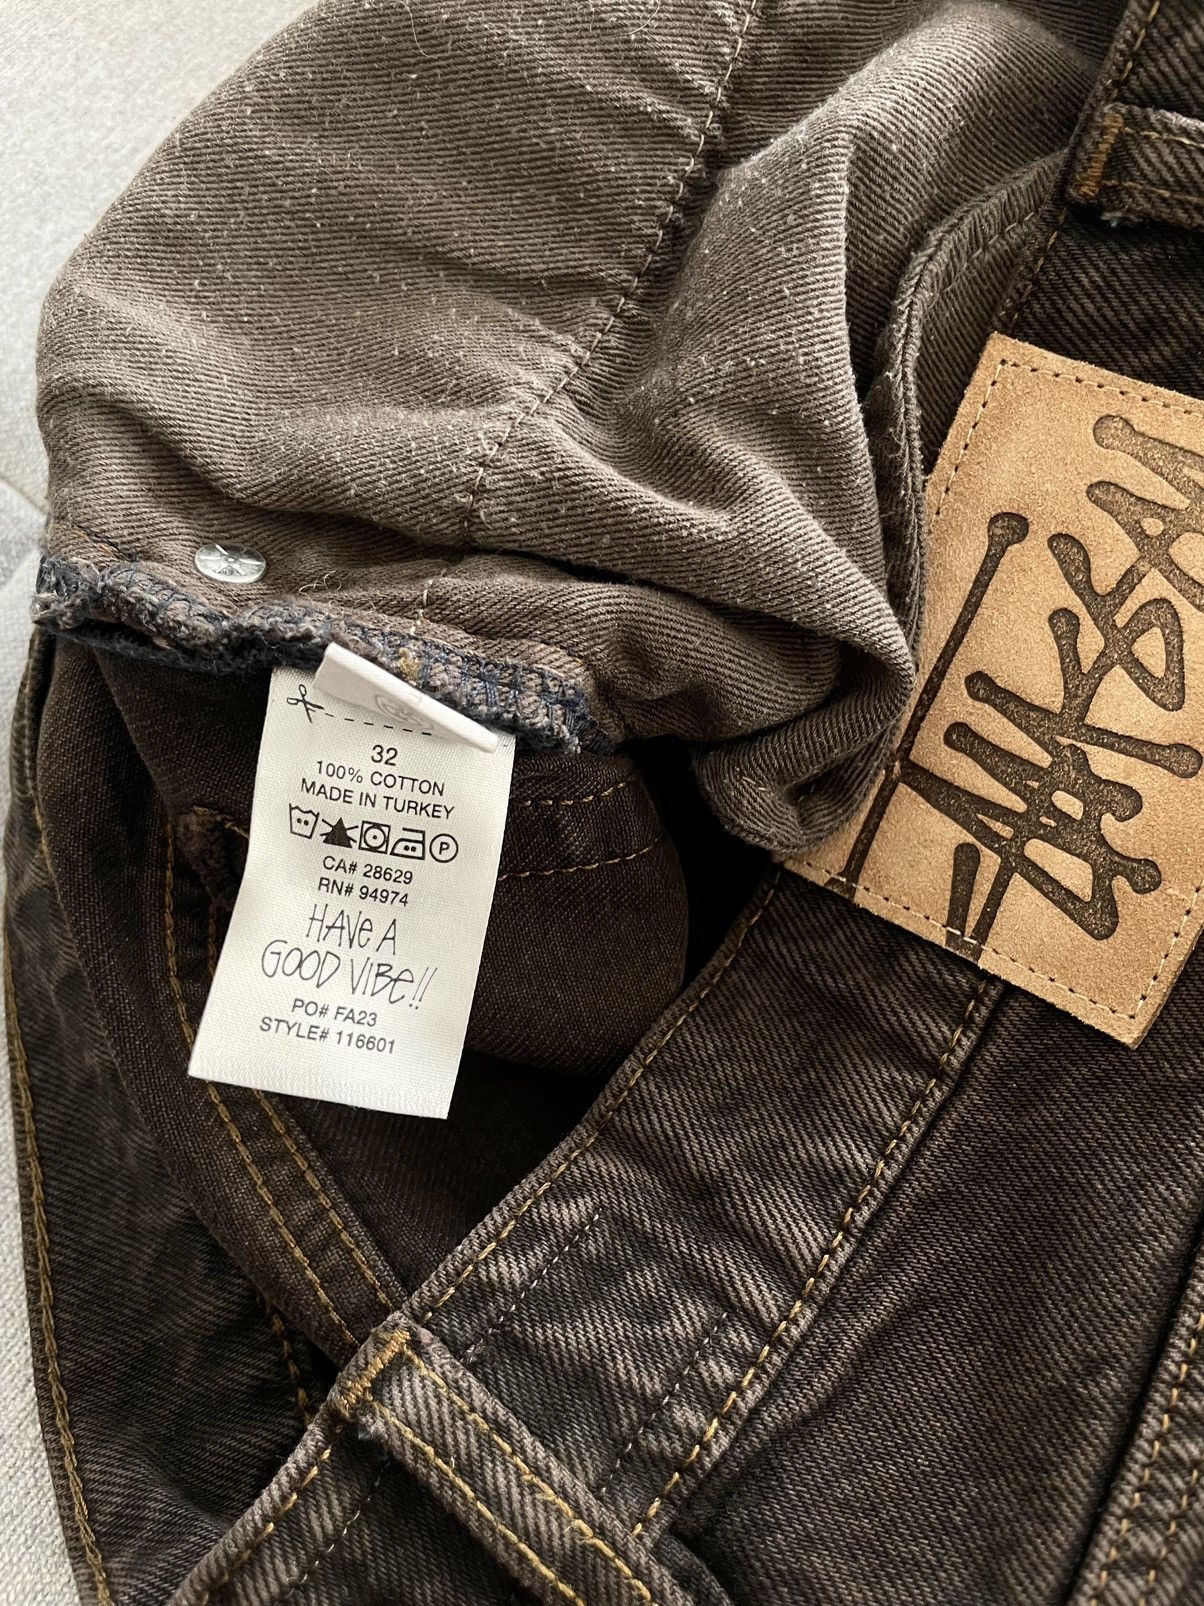 32
100% COTTON
MADE IN TURKEY
P
CA# 28629
RN# 94974
HAVE A
GOOD VIBE!!
PO# FA23
STYLE# 116601